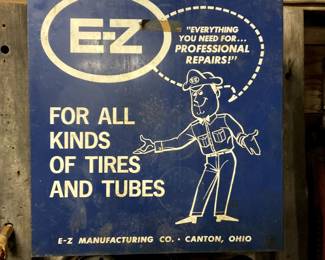 E-Z
"EVERYTHING
YOU NEED FOR...
PROFESSIONAL
REPAIRS!"
FOR ALL
KINDS
OF TIRES
AND TUBES
E-Z MANUFACTURING CO. • CANTON, OHIO